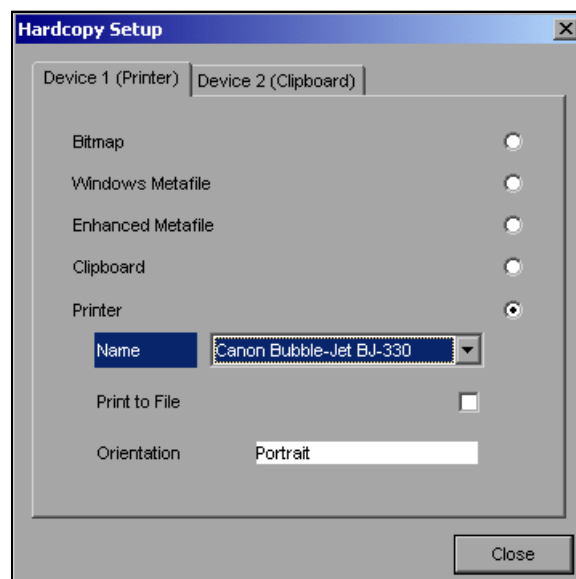 Hardcopy Setup
Device 1 (Printer) Device 2 (Clipboard)
Bitmap
Windows Metafile
Enhanced Metafile
Clipboard
Printer
Name Canon Bubble-Jet BJ-330
Print to File
Orientation Portrait
Close